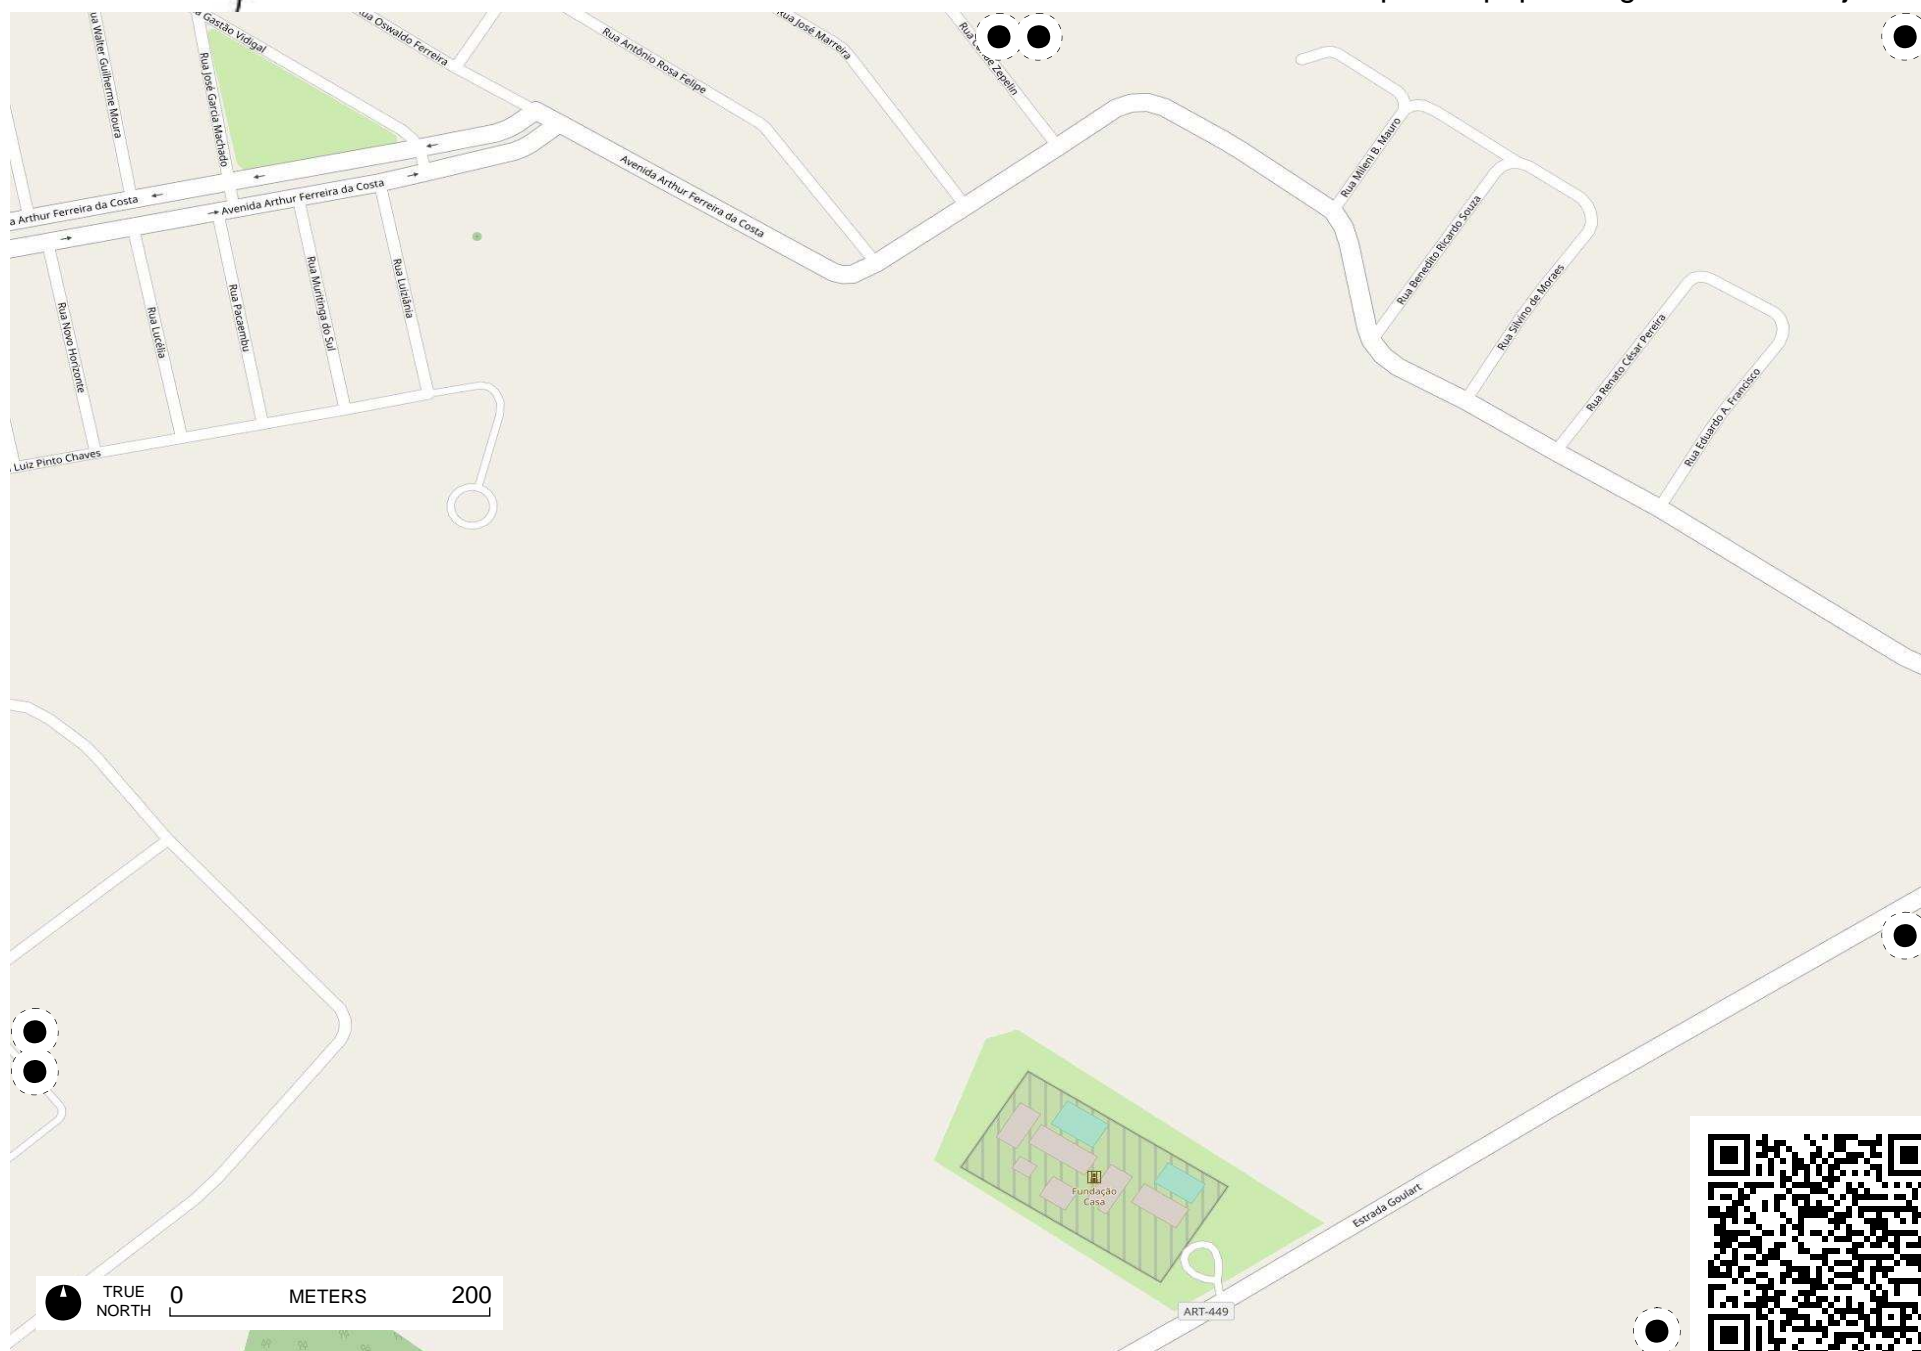 Gastão Vidigal
Rua Oswaldo Ferreira
Rua Antônio Rosa Felipe
Rua José Marreira
Zepelin
Walter Guilherme Moura
Rua José Garcia Machado
Rua Mileni B. Mauro
Avenida Arthur Ferreira da Costa
Arthur Ferreira da Costa
Avenida Arthur Ferreira da Costa
Rua Benedito Ricardo Souza
Rua Silvino de Moraes
Rua Novo Horizonte
Rua Lucélia
Rua Pacaembu
Rua Muritinga do Sul
Rua Luiziânia
Rua Renato César Pereira
Rua Eduardo A. Francisco
Luiz Pinto Chaves
Fundação
Casa
Estrada Goulart
ART-449
TRUE
NORTH
0 METERS 200